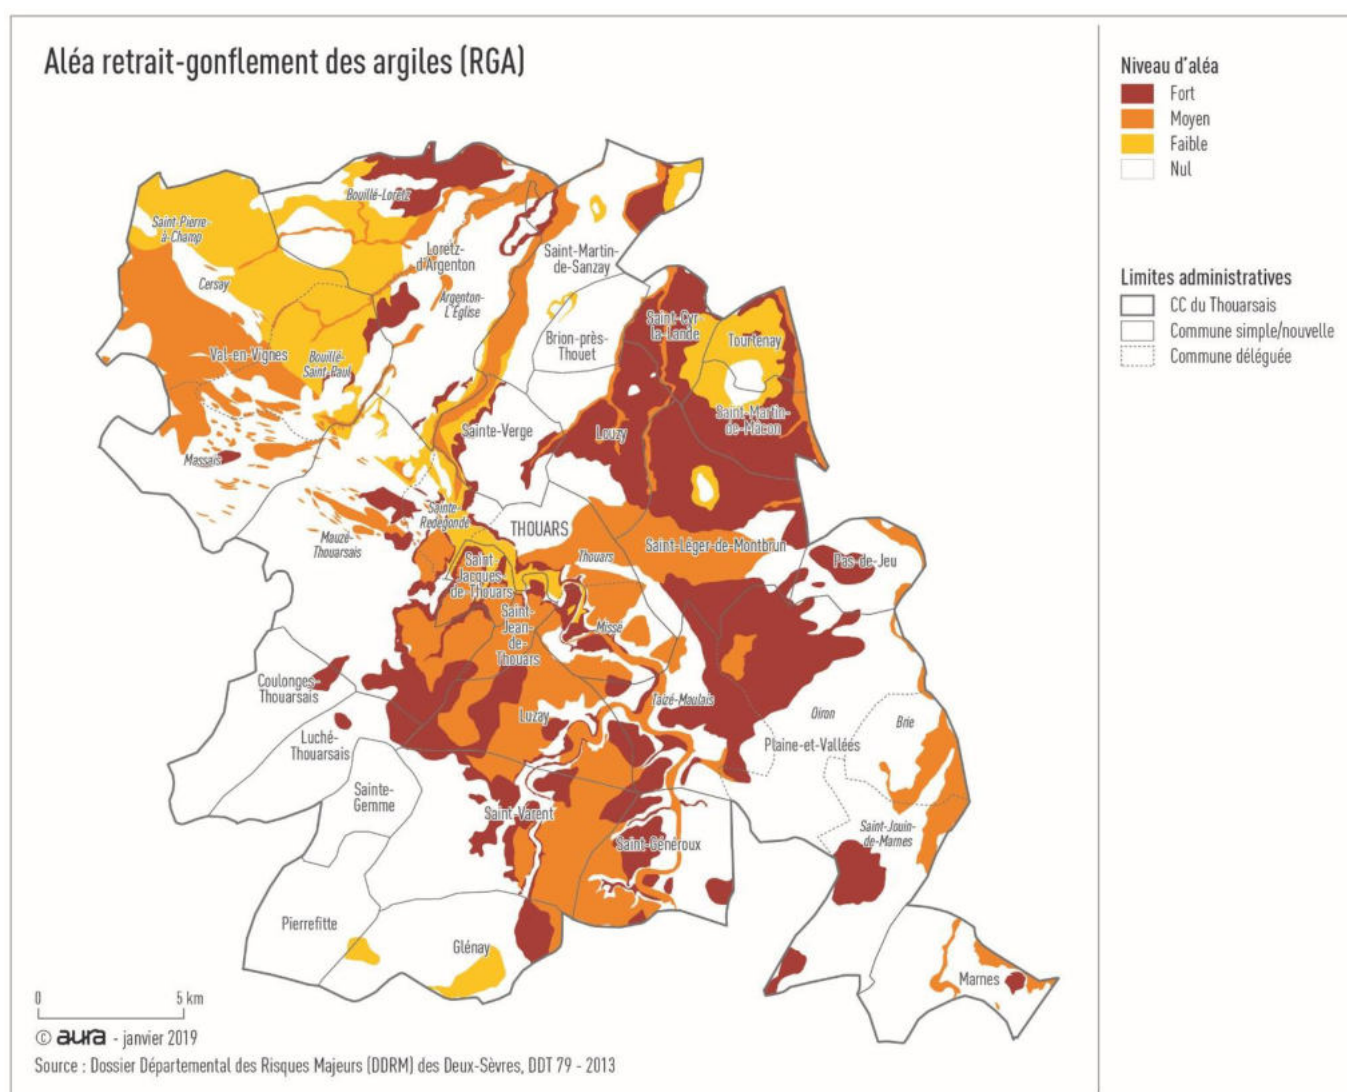 Aléa retrait-gonflement des argiles (RGA)
Niveau d'aléa
Fort
Moyen
Faible
Nul
Limites administratives
CC du Thouarsais
Commune simple/nouvelle
Commune déléguée
Bouillé-Loretz
Saint-Pierre-
à-Champ
Loretz-
d'Argenton
Saint-Martin-
de-Sanzay
Cersay
Argenton-
L'Église
Saint-Cyr-
la-Lande
Tourtenay
Brion-près-
Thouet
Val-en-Vignes
Bouillé-
Saint-Paul
Saint-Martin-
de-Mâcon
Sainte-Verge
Louzy
Massais
Sainte-
Radegonde
THOUARS
Mauzé-
Thouarsais
Thouars
Saint-Léger-de-Montbrun
Pas-de-Jeu
Saint-
Jacques-
de-Thouars
Saint-
Jean-
de-
Thouars
Missé
Coulonges-
Thouarsais
Taizé-Maulais
Oiron
Brie
Luzay
Luché-
Thouarsais
Plaine-et-Vallées
Sainte-
Gemme
Saint-Varent
Saint-Généroux
Saint-Jouin-
de-Marnes
Pierrefitte
Glénay
Marnes
0 5 km
© aura - janvier 2019
Source : Dossier Départemental des Risques Majeurs (DDRM) des Deux-Sèvres, DDT 79 - 2013